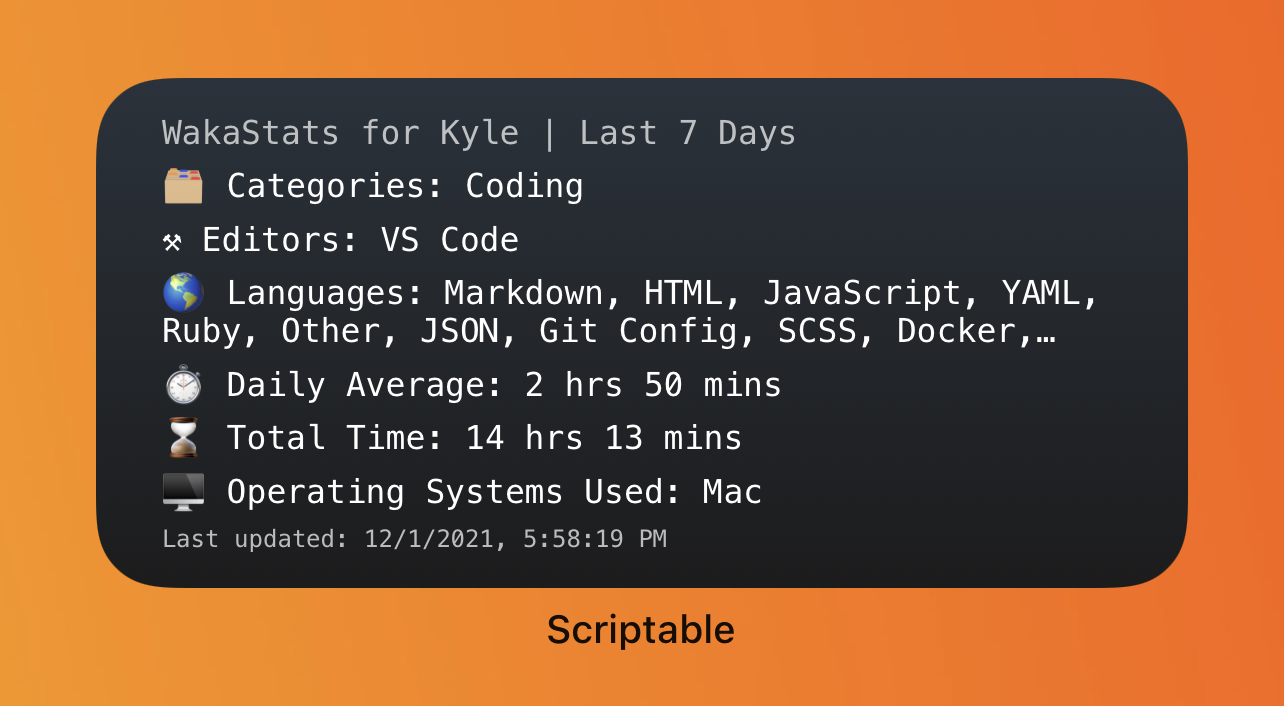 WakaStats for Kyle | Last 7 Days
🗂️ Categories: Coding
⚒ Editors: VS Code
🌎 Languages: Markdown, HTML, JavaScript, YAML,
Ruby, Other, JSON, Git Config, SCSS, Docker,…
⏱️ Daily Average: 2 hrs 50 mins
⏳ Total Time: 14 hrs 13 mins
🖥️ Operating Systems Used: Mac
Last updated: 12/1/2021, 5:58:19 PM
Scriptable